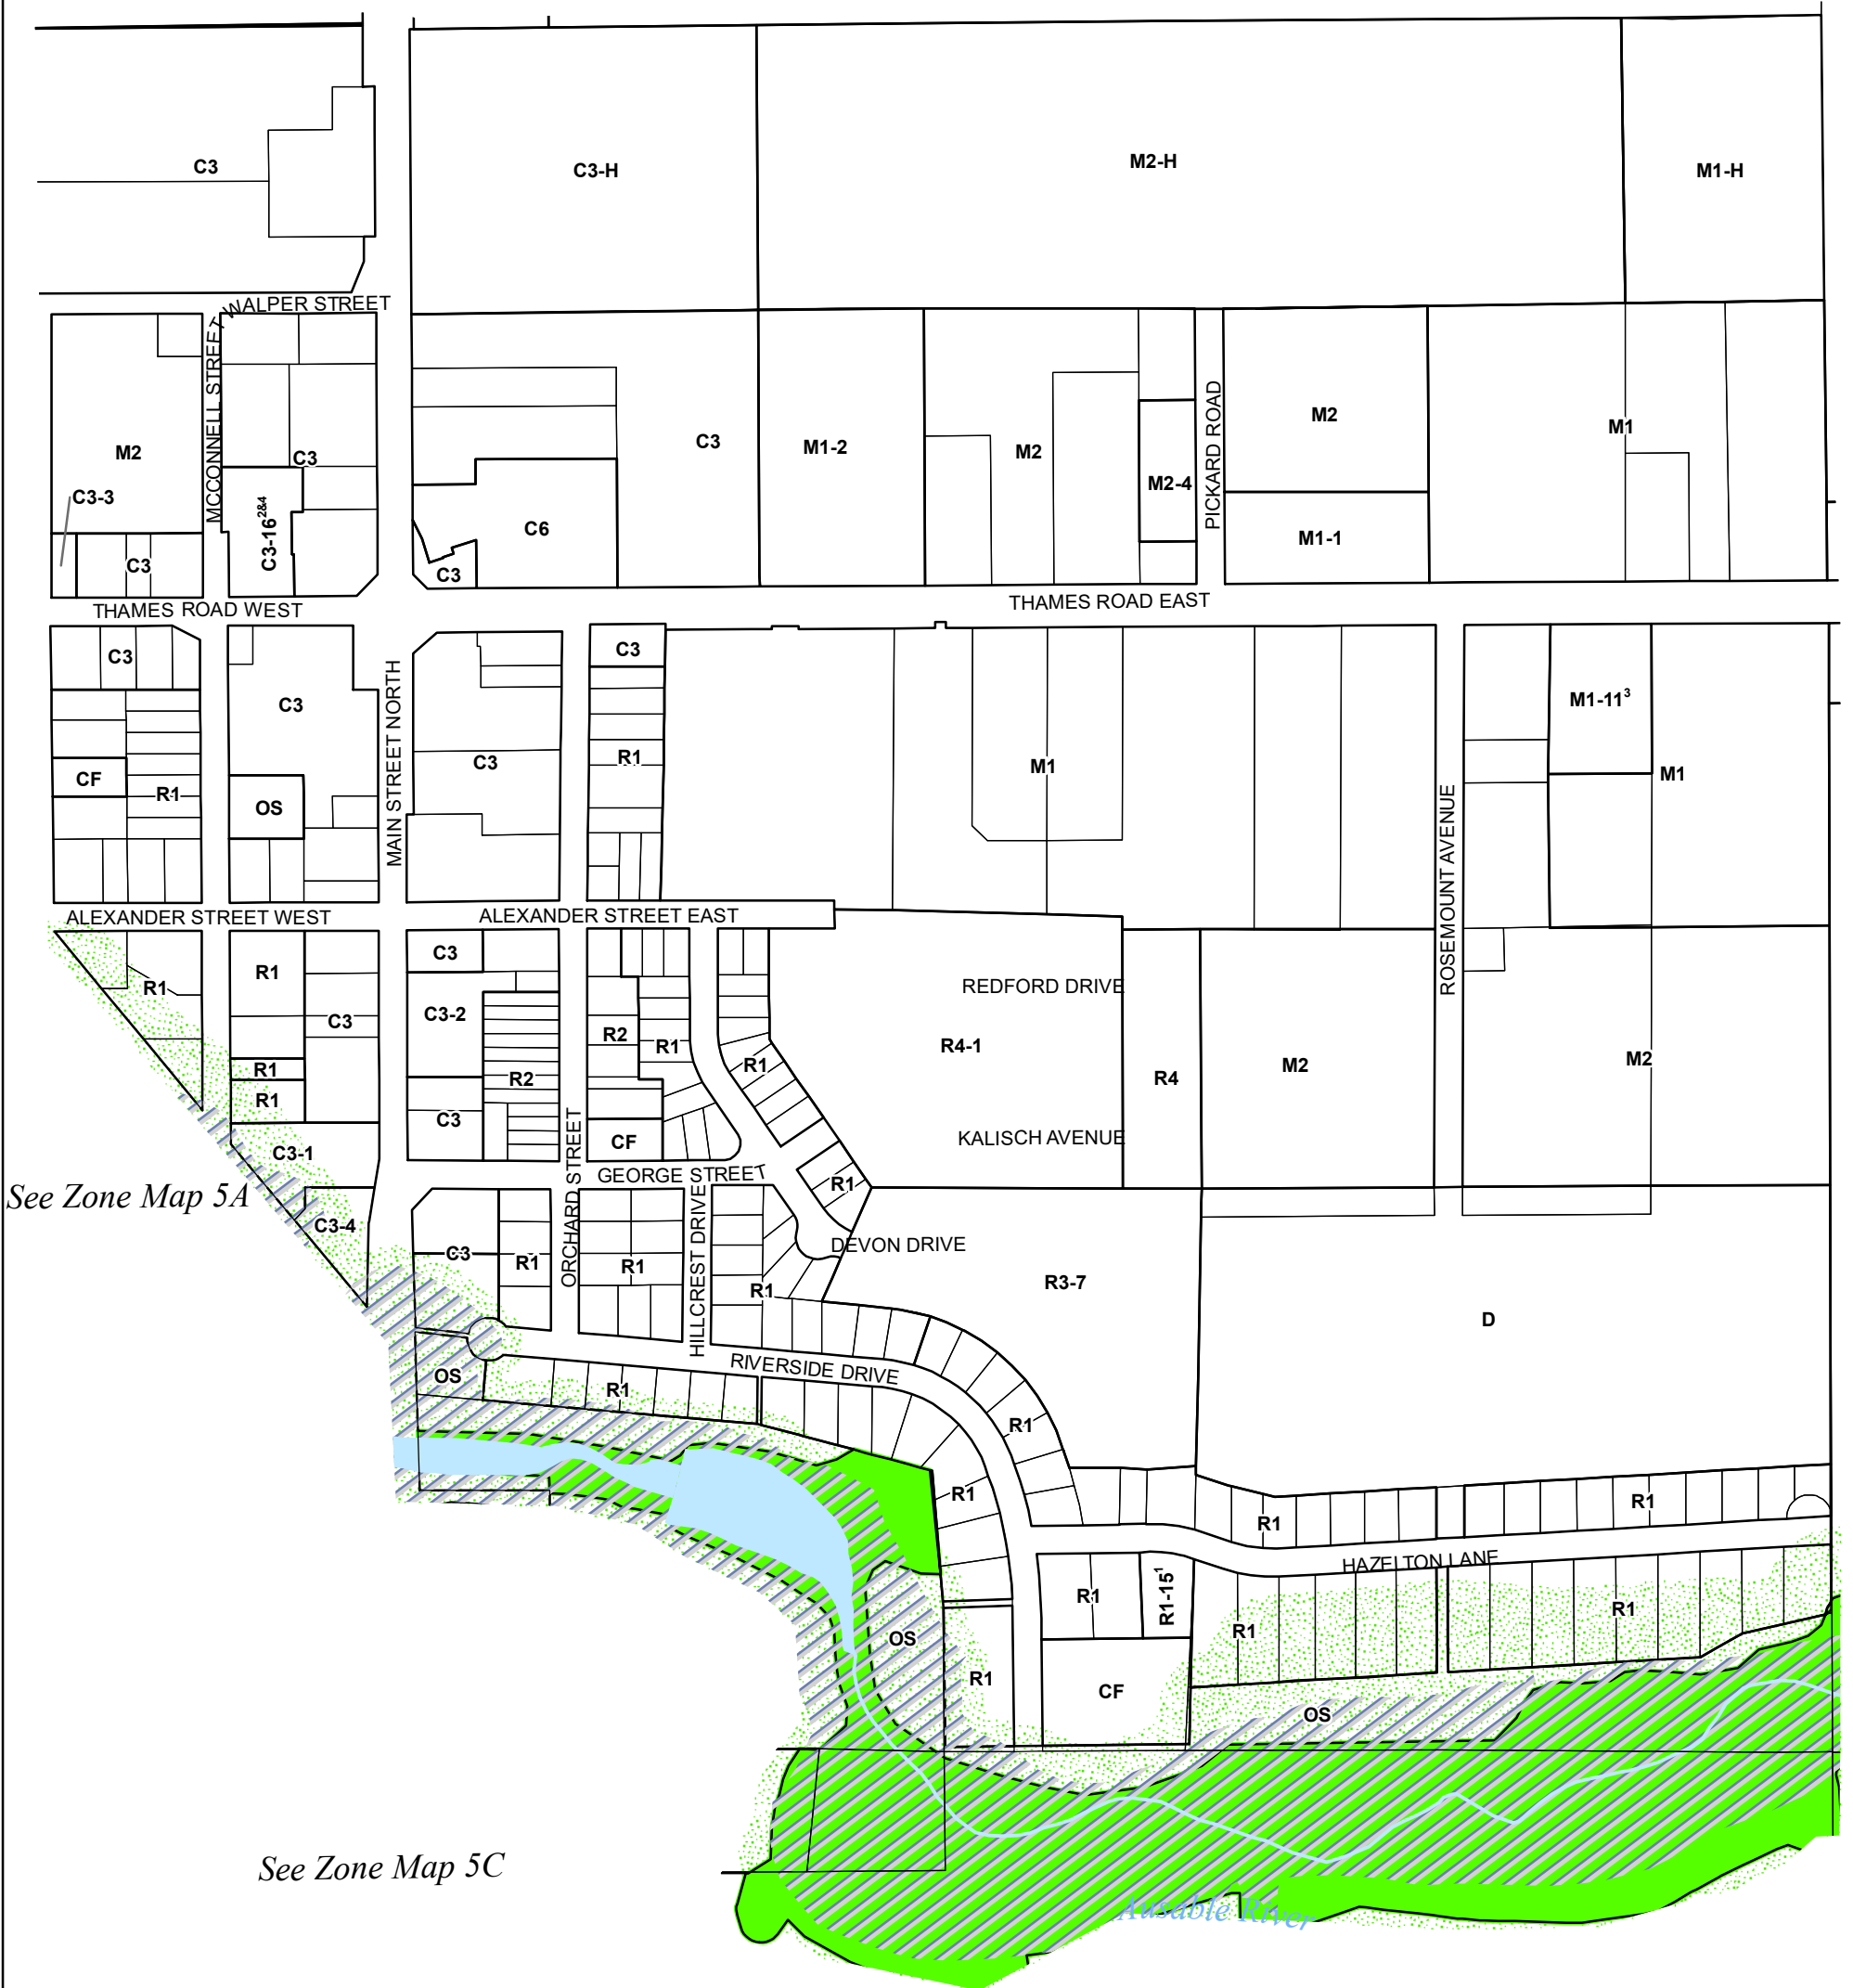 C3
C3-H
M2-H
M1-H
WALPER STREET
MCCONNELL STREET
M2
C3-3
C3
C3
C3-16 2&4
C3
C6
C3
M1-2
M2
M2-4
PICKARD ROAD
M2
M1-1
M1
THAMES ROAD WEST
THAMES ROAD EAST
C3
C3
CF
R1
OS
MAIN STREET NORTH
C3
C3
R1
M1
ROSEMOUNT AVENUE
M1-11 3
M1
ALEXANDER STREET WEST
ALEXANDER STREET EAST
R1
R1
C3
R1
R1
C3-1
C3-4
C3
C3-2
R2
C3
ORCHARD STREET
R2
R1
CF
R1
REDFORD DRIVE
R4-1
KALISCH AVENUE
R4
M2
M2
See Zone Map 5A
GEORGE STREET
R1
C3
R1
R1
HILLCREST DRIVE
R1
DEVON DRIVE
R3-7
D
RIVERSIDE DRIVE
OS
R1
R1
R1
R1
R1
HAZELTON LANE
R1
R1-15 1
R1
R1
OS
R1
CF
OS
See Zone Map 5C
Ausable River